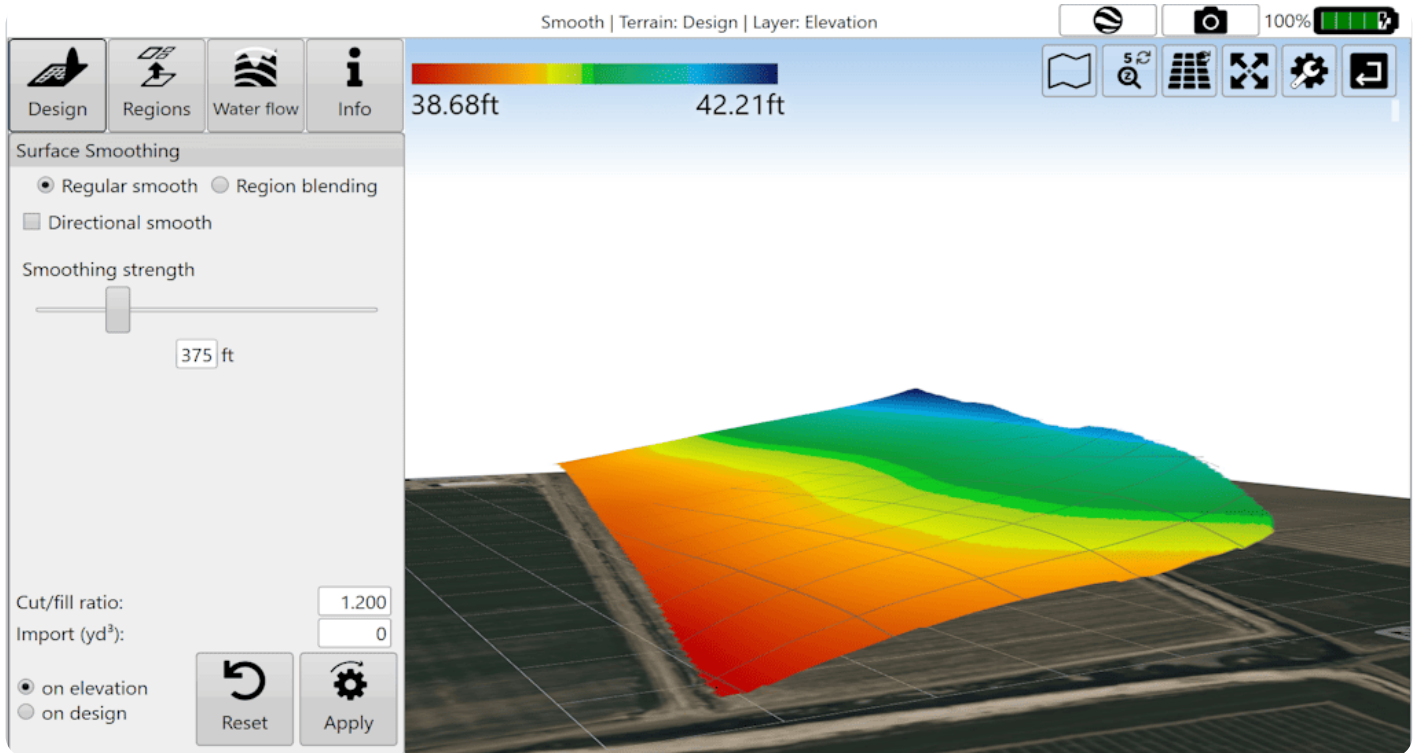 Smooth | Terrain: Design | Layer: Elevation
100%
Design
Regions
Water flow
Info
38.68ft
42.21ft
S
Z
Surface Smoothing
Regular smooth
Region blending
Directional smooth
Smoothing strength
375 ft
Cut/fill ratio: 1.200
Import (yd³): 0
on elevation
on design
Reset
Apply